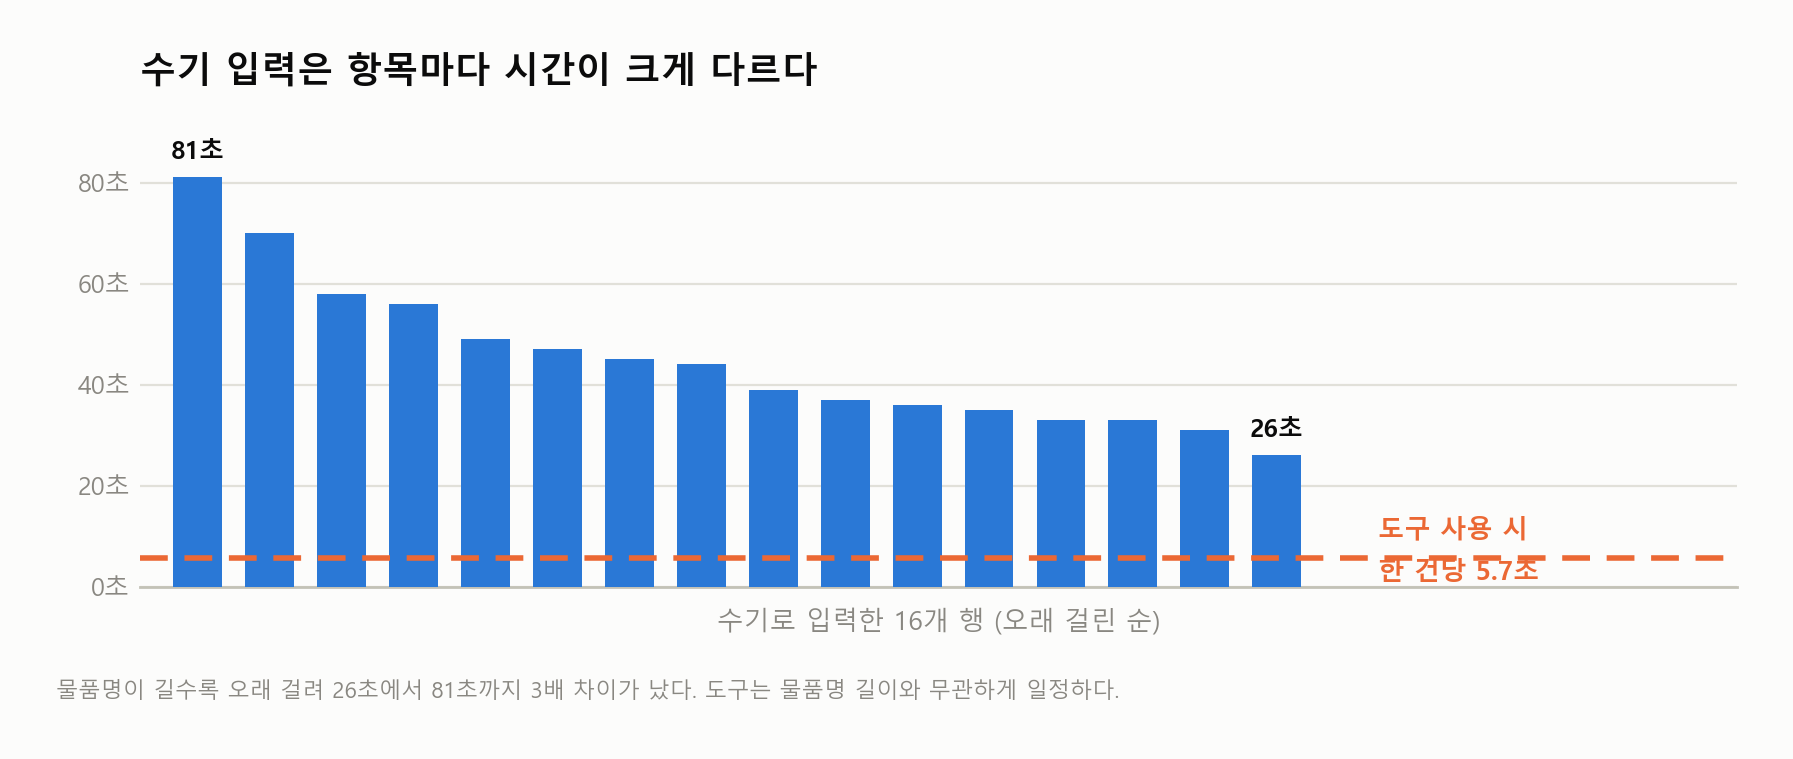 수기 입력은 항목마다 시간이 크게 다르다
81초
80초
60초
40초
26초
20초
도구 사용 시
한 건당 5.7초
0초
수기로 입력한 16개 행 (오래 걸린 순)
물품명이 길수록 오래 걸려 26초에서 81초까지 3배 차이가 났다. 도구는 물품명 길이와 무관하게 일정하다.